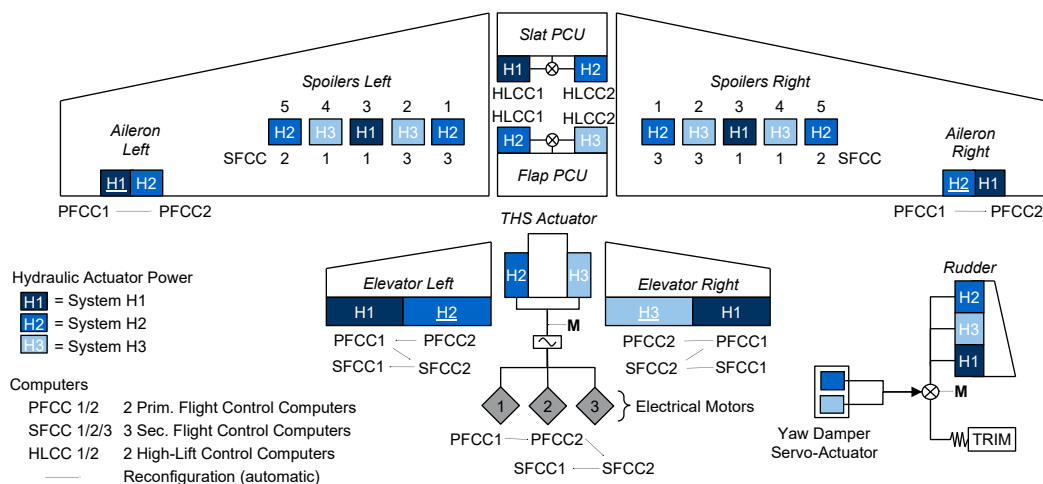 Slat PCU
H1 H2
HLCC1 HLCC2
HLCC1 HLCC2
H2 H3
Flap PCU
Spoilers Left
5 4 3 2 1
H2 H3 H1 H3 H2
SFCC 2 1 1 3 3
Aileron
Left
H1 H2
PFCC1 PFCC2
Spoilers Right
1 2 3 4 5
H2 H3 H1 H3 H2
3 3 1 1 2 SFCC
Aileron
Right
H2 H1
PFCC1 PFCC2
THS Actuator
H2 H3
M
Elevator Left
H1 H2
PFCC1 PFCC2
SFCC1 SFCC2
Elevator Right
H3 H1
PFCC2 PFCC1
SFCC2 SFCC1
1 2 3 Electrical Motors
PFCC1 PFCC2
SFCC1 SFCC2
Rudder
H2
H3
H1
M
TRIM
Yaw Damper
Servo-Actuator
Hydraulic Actuator Power
H1 = System H1
H2 = System H2
H3 = System H3
Computers
PFCC 1/2 2 Prim. Flight Control Computers
SFCC 1/2/3 3 Sec. Flight Control Computers
HLCC 1/2 2 High-Lift Control Computers
Reconfiguration (automatic)